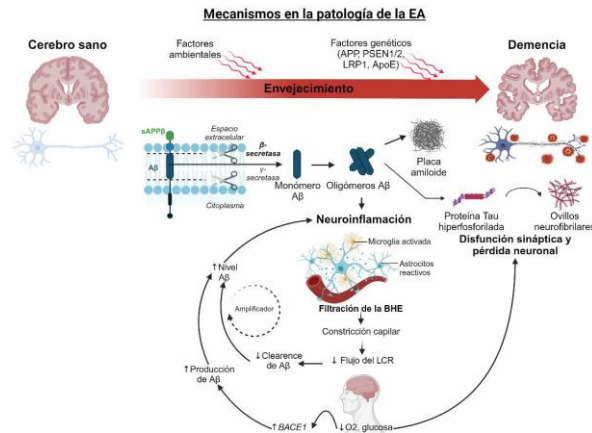 Mecanismos en la patología de la EA
Cerebro sano
Factores
ambientales
Factores genéticos
(APP, PSEN1/2,
LRP1, ApoE)
Demencia
Envejecimiento
sAPPβ
Espacio
extracalular
β-
secretasa
Aβ
γ-
secretasa
Citoplasma
Monómero
Aβ
Oligómeros Aβ
Placa
amiloide
Proteína Tau
hiperfosforilada
Ovillos
neurofibrilares
Disfunción sináptica y
pérdida neuronal
Neuroinflamación
Microglia activada
Astrocitos
reactivos
Filtración de la BHE
Constricción capilar
↓ Flujo del LCR
↓ Clearence
de Aβ
Amplificador
↑ Nivel
Aβ
↑ Producción
de Aβ
↑ BACE1
↓ O2, glucosa